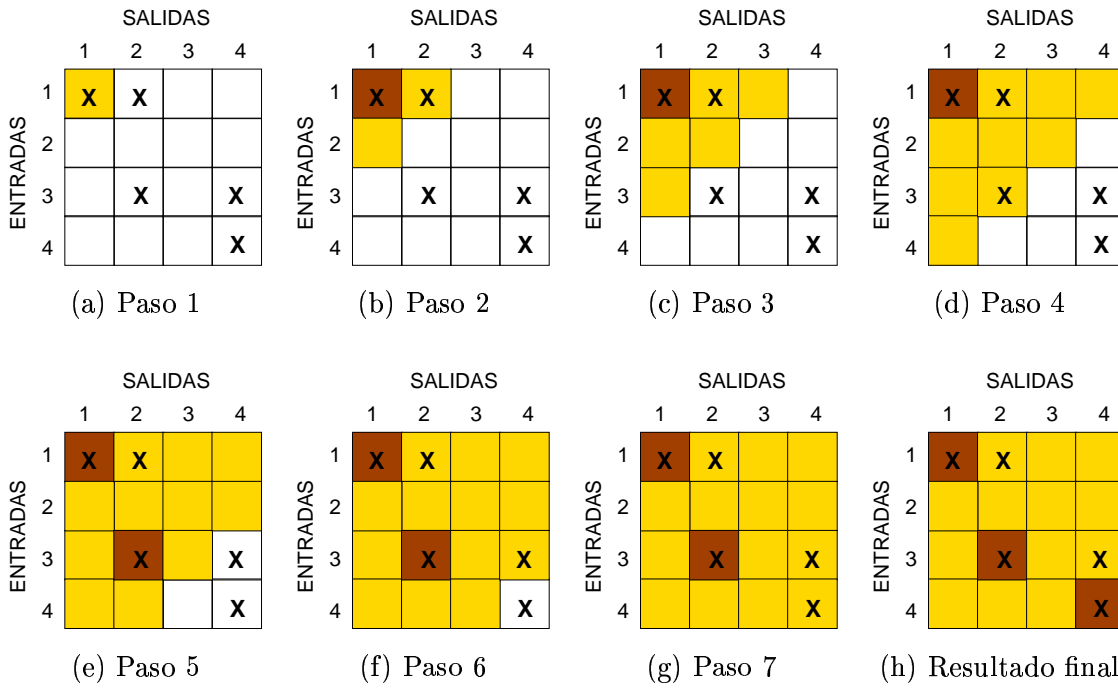 SALIDAS SALIDAS SALIDAS SALIDAS
1 2 3 4 1 2 3 4 1 2 3 4 1 2 3 4
ENTRADAS ENTRADAS ENTRADAS ENTRADAS
1 X X 1 X X 1 X X 1 X X
2 2 2 2
3 X X 3 X X 3 X X 3 X X
4 X 4 X 4 X 4 X
(a) Paso 1 (b) Paso 2 (c) Paso 3 (d) Paso 4
SALIDAS SALIDAS SALIDAS SALIDAS
1 2 3 4 1 2 3 4 1 2 3 4 1 2 3 4
ENTRADAS ENTRADAS ENTRADAS ENTRADAS
1 X X 1 X X 1 X X 1 X X
2 2 2 2
3 X X 3 X X 3 X X 3 X X
4 X 4 X 4 X 4 X
(e) Paso 5 (f) Paso 6 (g) Paso 7 (h) Resultado final